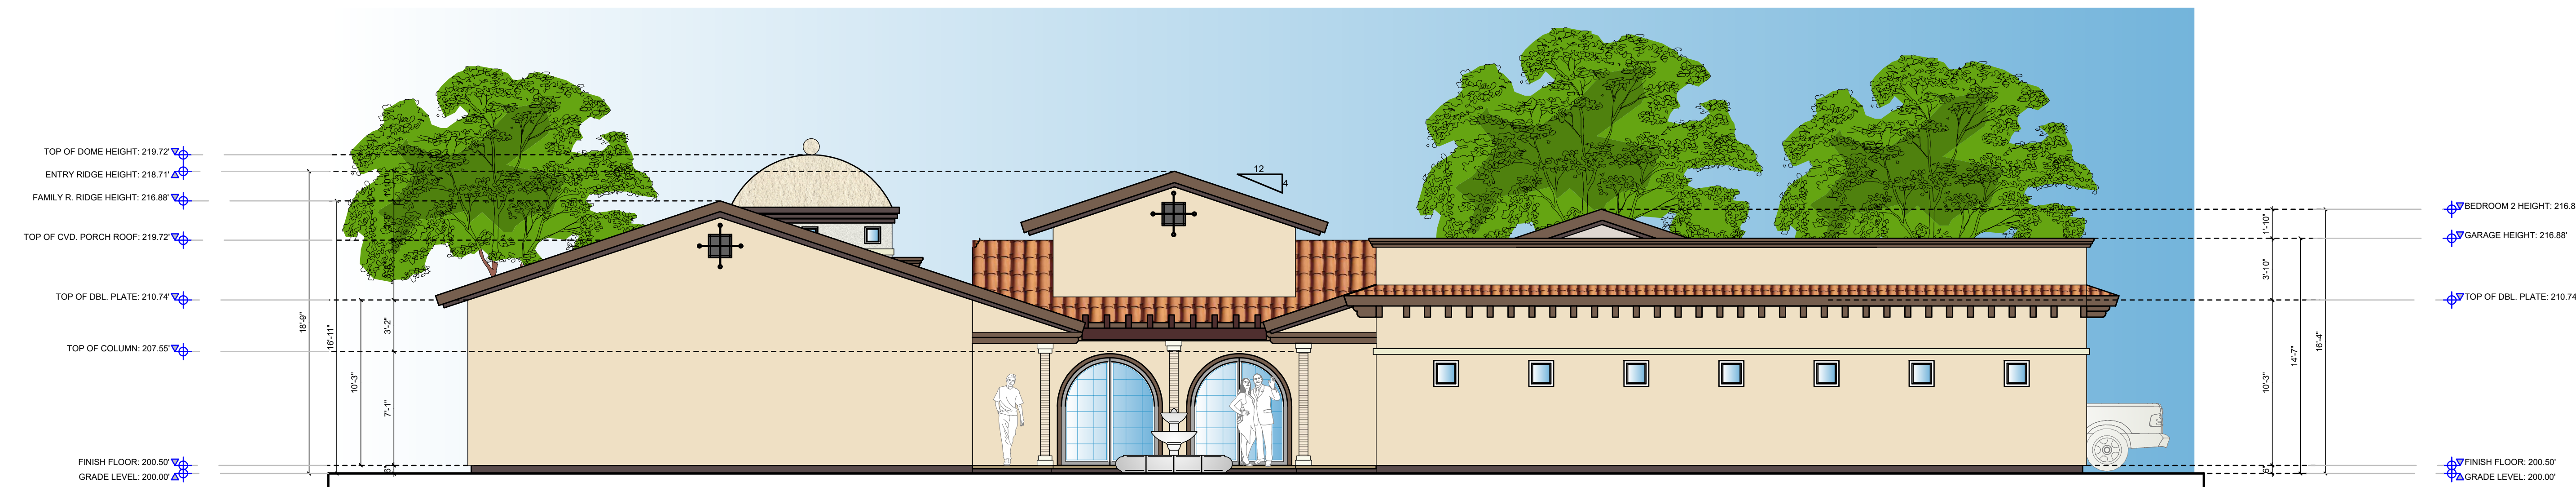 TOP OF DOME HEIGHT: 219.72'
ENTRY RIDGE HEIGHT: 218.71'
FAMILY R. RIDGE HEIGHT: 216.88'
TOP OF CVD. PORCH ROOF: 219.72'
TOP OF DBL. PLATE: 210.74'
TOP OF COLUMN: 207.55'
FINISH FLOOR: 200.50'
GRADE LEVEL: 200.00'
18'-9"
16'-11"
10'-3"
3'-2"
7'-1"
6"
12
4
1'-10"
3'-10"
10'-3"
6"
14'-7"
16'-4"
BEDROOM 2 HEIGHT: 216.8
GARAGE HEIGHT: 216.88'
TOP OF DBL. PLATE: 210.74
FINISH FLOOR: 200.50'
GRADE LEVEL: 200.00'